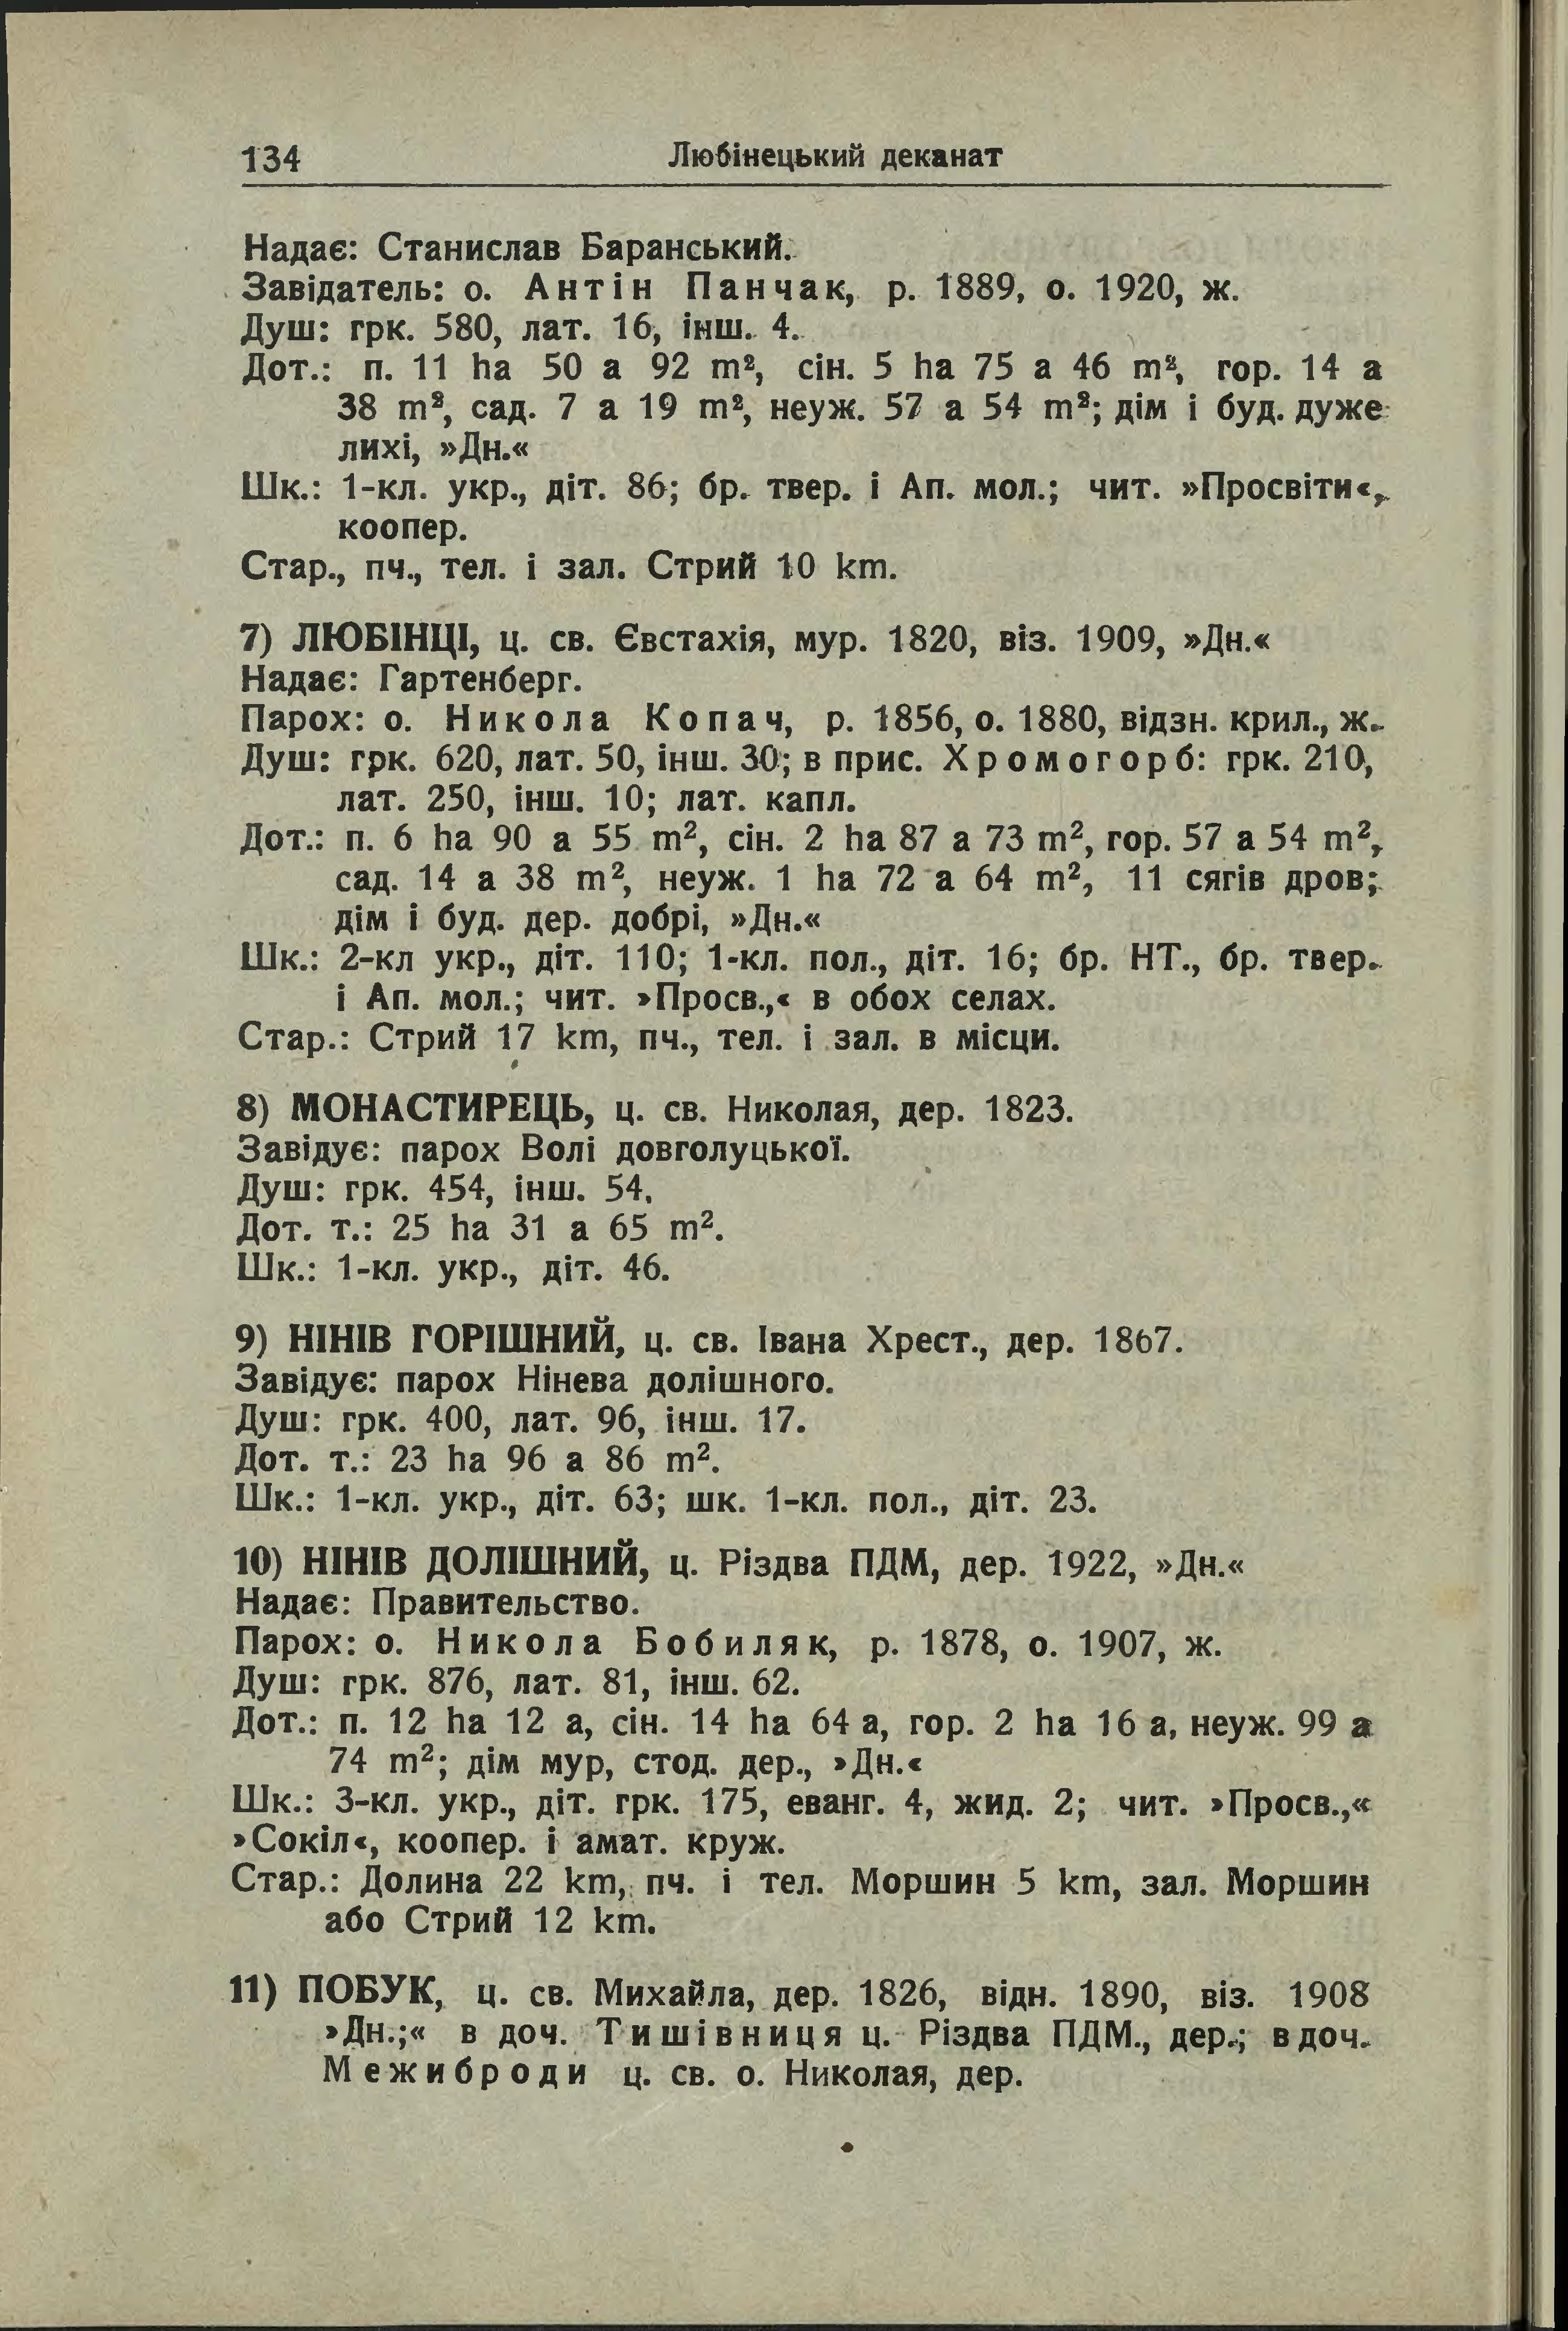 134 Любінецький деканат
Надає: Станислав Баранський.
Завідатель: о. Антін Панчак, р. 1889, о. 1920, ж.
Душ: грк. 580, лат. 16, інш. 4.
Дот.: п. 11 ha 50 a 92 m², сін. 5 ha 75 a 46 m², гор. 14 a
38 m², сад. 7 a 19 m², неуж. 57 a 54 m²; дім і буд. дуже
лихі, »Дн.«
Шк.: 1-кл. укр., діт. 86; бр. твер. і Ап. мол.; чит. »Просвіти«,
коопер.
Стар., пч., тел. і зал. Стрий 10 km.
7) ЛЮБІНЦІ, ц. св. Євстахія, мур. 1820, віз. 1909, »Дн.«
Надає: Гартенберг.
Парох: о. Никола Копач, р. 1856, о. 1880, відзн. крил., ж.
Душ: грк. 620, лат. 50, інш. 30; в прис. Хромогорб: грк. 210,
лат. 250, інш. 10; лат. капл.
Дот.: п. 6 ha 90 a 55 m², сін. 2 ha 87 a 73 m², гор. 57 a 54 m²,
сад. 14 a 38 m², неуж. 1 ha 72 a 64 m², 11 сягів дров;
дім і буд. дер. добрі, »Дн.«
Шк.: 2-кл укр., діт. 110; 1-кл. пол., діт. 16; бр. НТ., бр. твер.
і Ап. мол.; чит. »Просв.,« в обох селах.
Стар.: Стрий 17 km, пч., тел. і зал. в місци.
8) МОНАСТИРЕЦЬ, ц. св. Николая, дер. 1823.
Завідує: парох Волі довголуцької.
Душ: грк. 454, інш. 54.
Дот. т.: 25 ha 31 a 65 m².
Шк.: 1-кл. укр., діт. 46.
9) НІНІВ ГОРІШНИЙ, ц. св. Івана Хрест., дер. 1867.
Завідує: парох Нінева долішного.
Душ: грк. 400, лат. 96, інш. 17.
Дот. т.: 23 ha 96 a 86 m².
Шк.: 1-кл. укр., діт. 63; шк. 1-кл. пол., діт. 23.
10) НІНІВ ДОЛІШНИЙ, ц. Різдва ПДМ, дер. 1922, »Дн.«
Надає: Правительство.
Парох: о. Никола Бобиляк, р. 1878, о. 1907, ж.
Душ: грк. 876, лат. 81, інш. 62.
Дот.: п. 12 ha 12 a, сін. 14 ha 64 a, гор. 2 ha 16 a, неуж. 99 a
74 m²; дім мур, стод. дер., »Дн.«
Шк.: 3-кл. укр., діт. грк. 175, еванг. 4, жид. 2; чит. »Просв.,«
»Сокіл«, коопер. і амат. круж.
Стар.: Долина 22 km, пч. і тел. Моршин 5 km, зал. Моршин
або Стрий 12 km.
11) ПОБУК, ц. св. Михайла, дер. 1826, відн. 1890, віз. 1908
»Дн.;« в доч. Тишівниця ц. Різдва ПДМ., дер.; в доч.
Межиброди ц. св. о. Николая, дер.